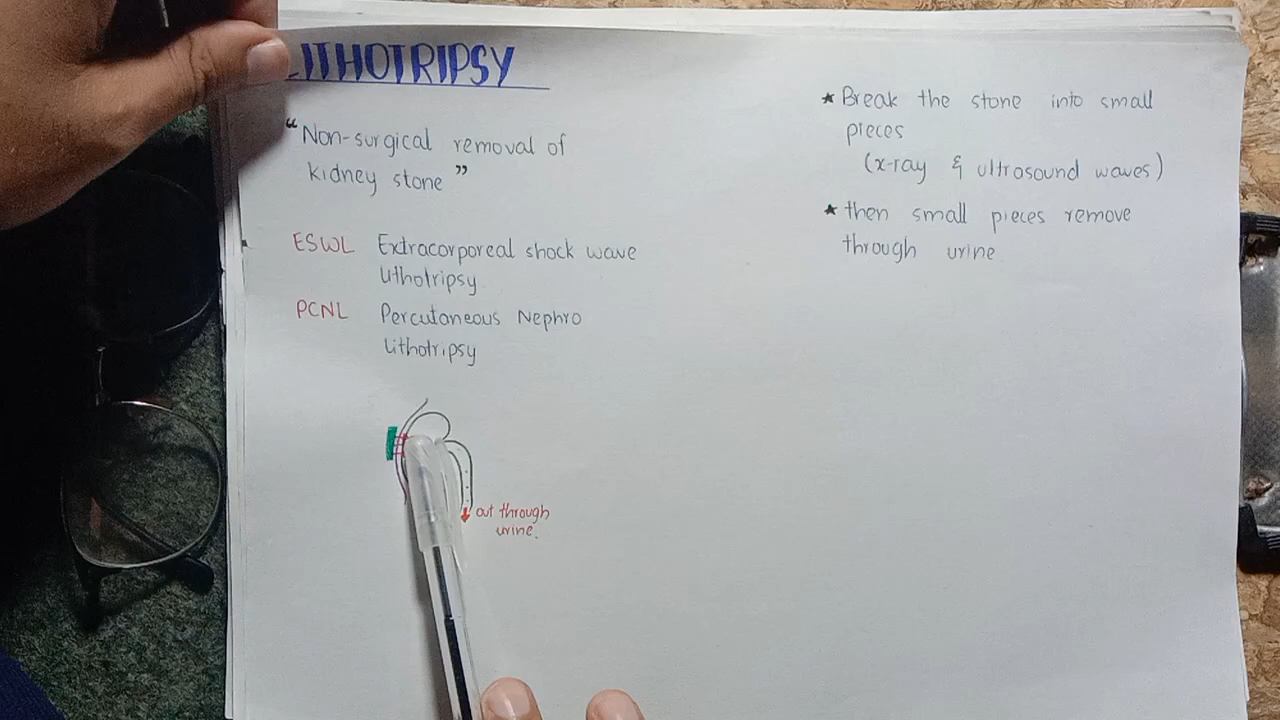 LITHOTRIPSY
"Non-surgical removal of
kidney stone"
ESWL Extracorporeal shock wave
Lithotripsy
PCNL Percutaneous Nephro
Lithotripsy
out through
urine.
★ Break the stone into small
pieces
(x-ray & ultrosound waves)
★ then small pieces remove
through urine